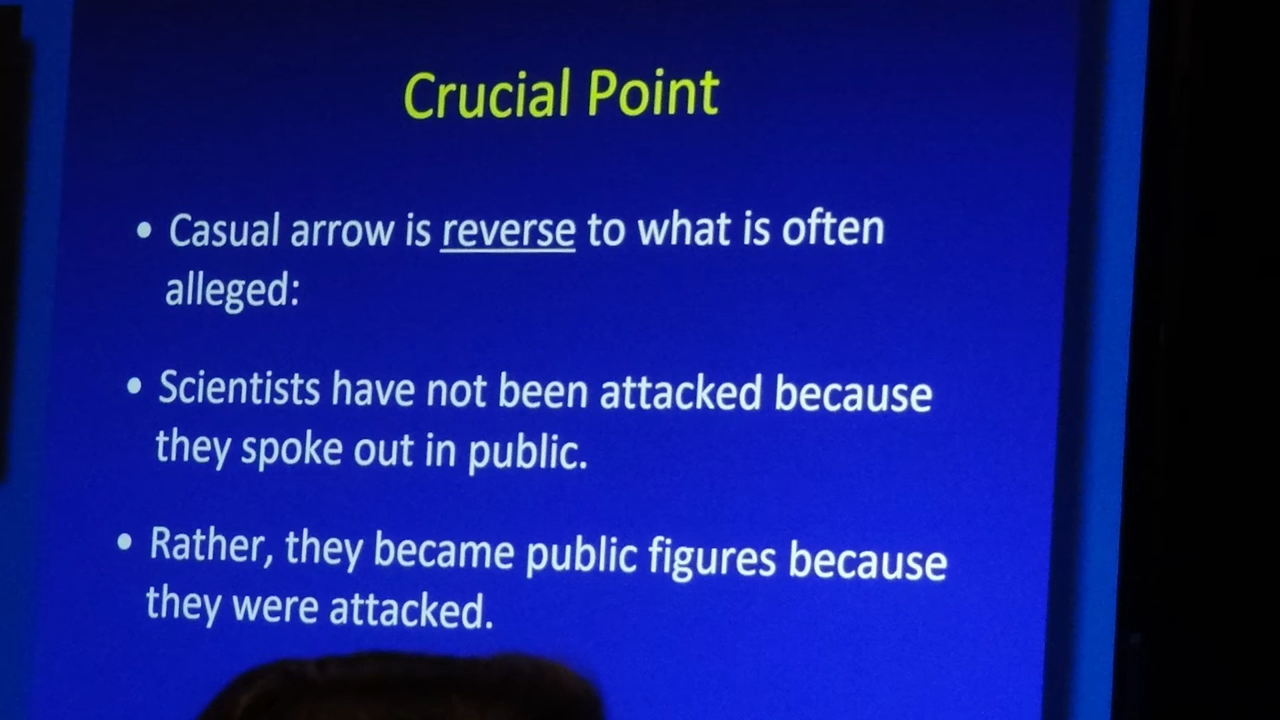 Crucial Point
• Casual arrow is reverse to what is often
alleged:
• Scientists have not been attacked because
they spoke out in public.
• Rather, they became public figures because
they were attacked.